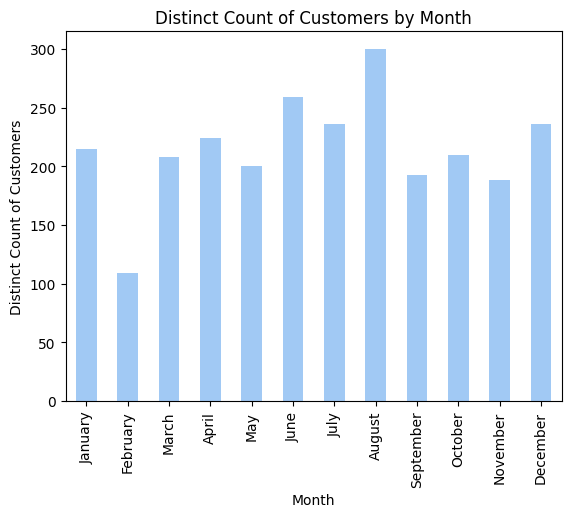 Distinct Count of Customers by Month
Distinct Count of Customers
300
250
200
150
100
50
0
January
February
March
April
May
June
July
August
September
October
November
December
Month